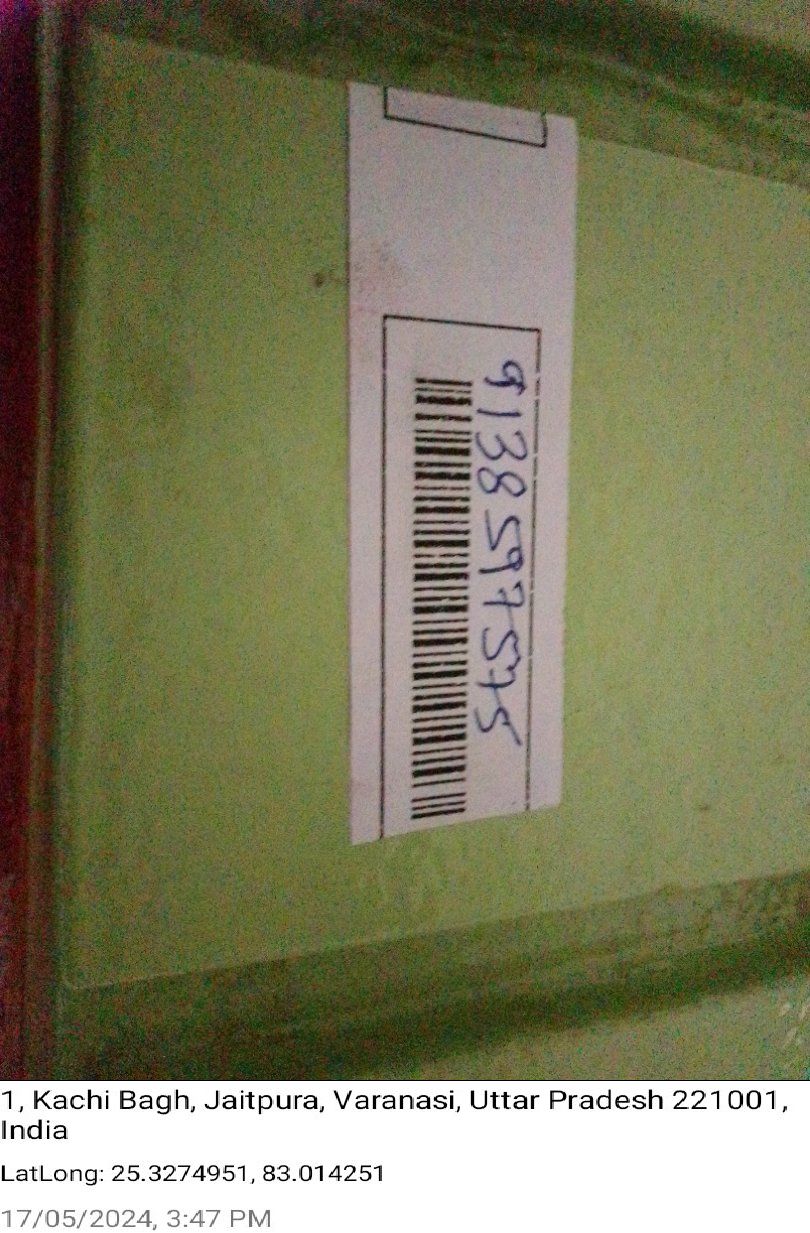 9138597575
1, Kachi Bagh, Jaitpura, Varanasi, Uttar Pradesh 221001,
India
LatLong: 25.3274951, 83.014251
17/05/2024, 3:47 PM